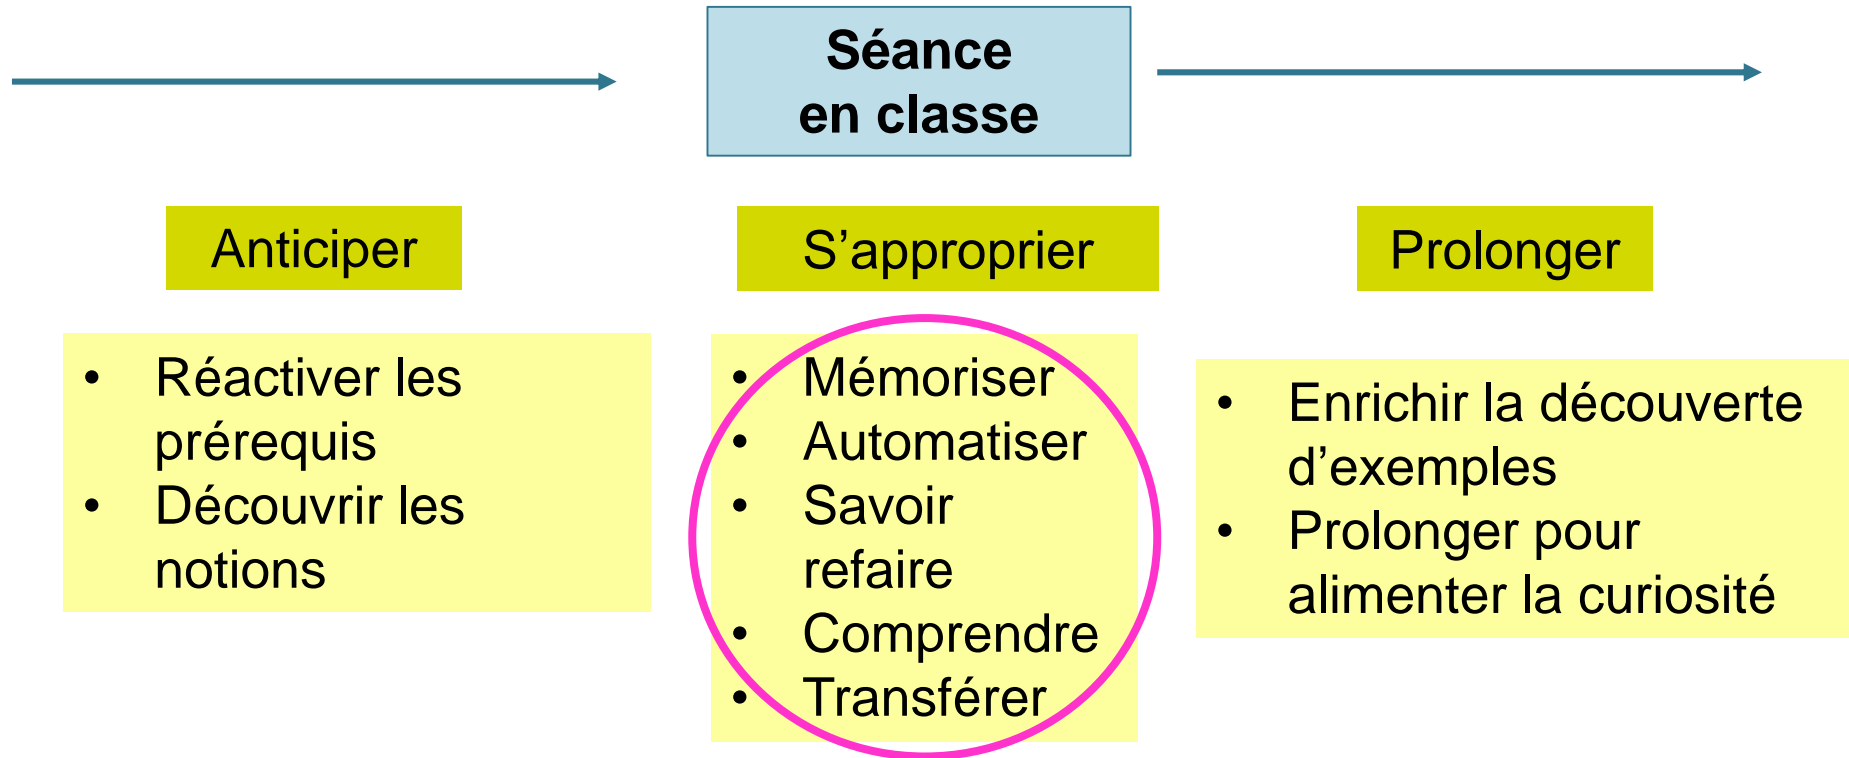 Séance
en classe
Anticiper
S’approprier
Prolonger
• Réactiver les
prérequis
• Découvrir les
notions
• Mémoriser
• Automatiser
• Savoir
refaire
• Comprendre
• Transférer
• Enrichir la découverte
d’exemples
• Prolonger pour
alimenter la curiosité